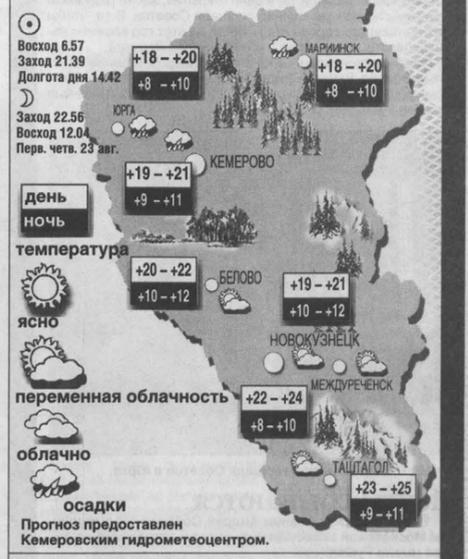 Восход 6.57
Заход 21.39
Долгота дня 14.42
Заход 22.56
Восход 12.04
Перв. четв. 23 авг.
+18 – +20
+8 – +10
МАРИИНСК
+18 – +20
+8 – +10
ЮРГА
КЕМЕРОВО
+19 – +21
+9 – +11
день
ночь
температура
+20 – +22
+10 – +12
БЕЛОВО
+19 – +21
+10 – +12
ясно
НОВОКУЗНЕЦК
МЕЖДУРЕЧЕНСК
переменная облачность
+22 – +24
+8 – +10
облачно
ТАШТАГОЛ
+23 – +25
+9 – +11
осадки
Прогноз предоставлен
Кемеровским гидрометеоцентром.